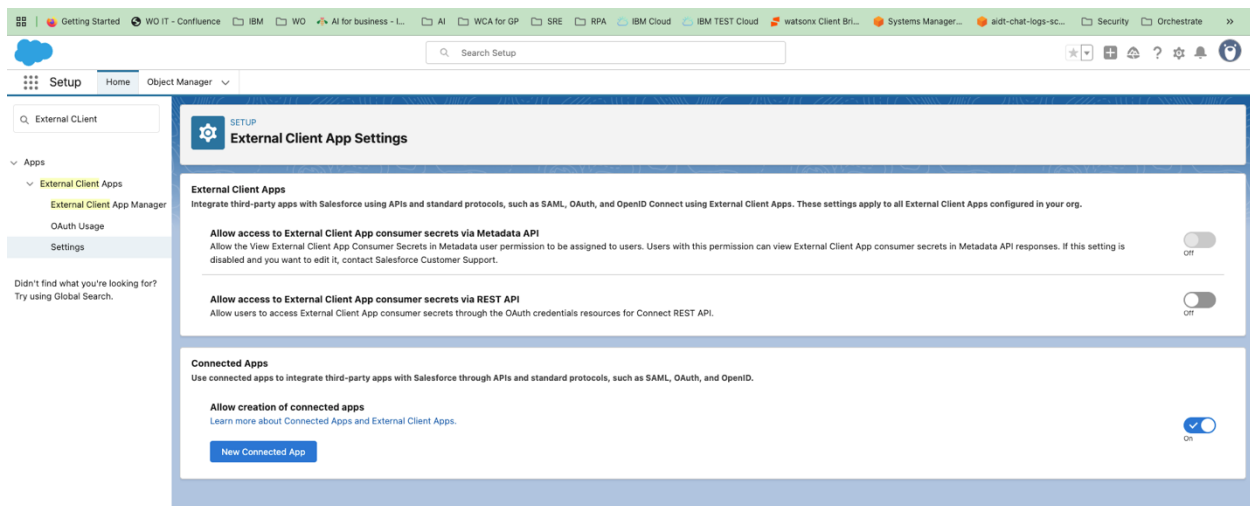 Getting Started WO IT - Confluence IBM WO AI for business - I... AI WCA for GP SRE RPA IBM Cloud IBM TEST Cloud watsonx Client Bri... Systems Manager... aidt-chat-logs-sc... Security Orchestrate »
Search Setup
Setup Home Object Manager
External CLient
Apps
External Client Apps
External Client App Manager
OAuth Usage
Settings
Didn't find what you're looking for?
Try using Global Search.
SETUP
External Client App Settings
External Client Apps
Integrate third-party apps with Salesforce using APIs and standard protocols, such as SAML, OAuth, and OpenID Connect using External Client Apps. These settings apply to all External Client Apps configured in your org.
Allow access to External Client App consumer secrets via Metadata API
Allow the View External Client App Consumer Secrets in Metadata user permission to be assigned to users. Users with this permission can view External Client App consumer secrets in Metadata API responses. If this setting is
disabled and you want to edit it, contact Salesforce Customer Support.
Off
Allow access to External Client App consumer secrets via REST API
Allow users to access External Client App consumer secrets through the OAuth credentials resources for Connect REST API.
Off
Connected Apps
Use connected apps to integrate third-party apps with Salesforce through APIs and standard protocols, such as SAML, OAuth, and OpenID.
Allow creation of connected apps
Learn more about Connected Apps and External Client Apps.
On
New Connected App